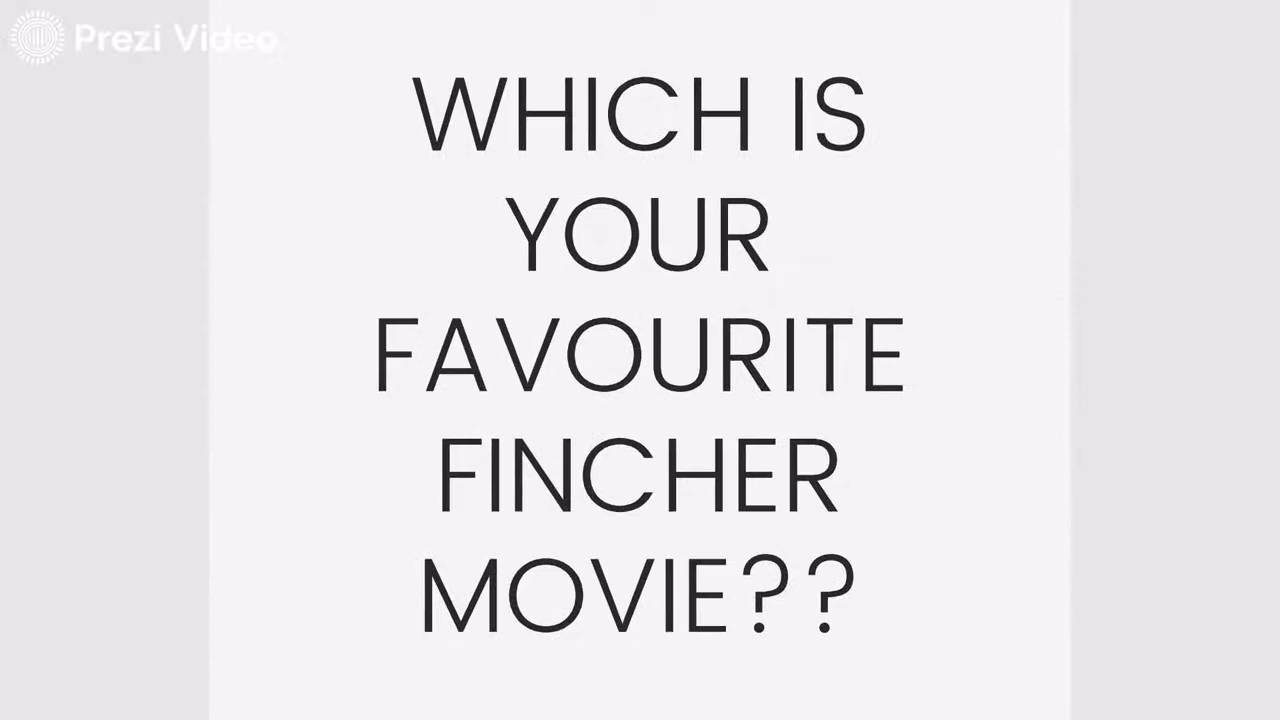 Prezi Video
WHICH IS
YOUR
FAVOURITE
FINCHER
MOVIE??